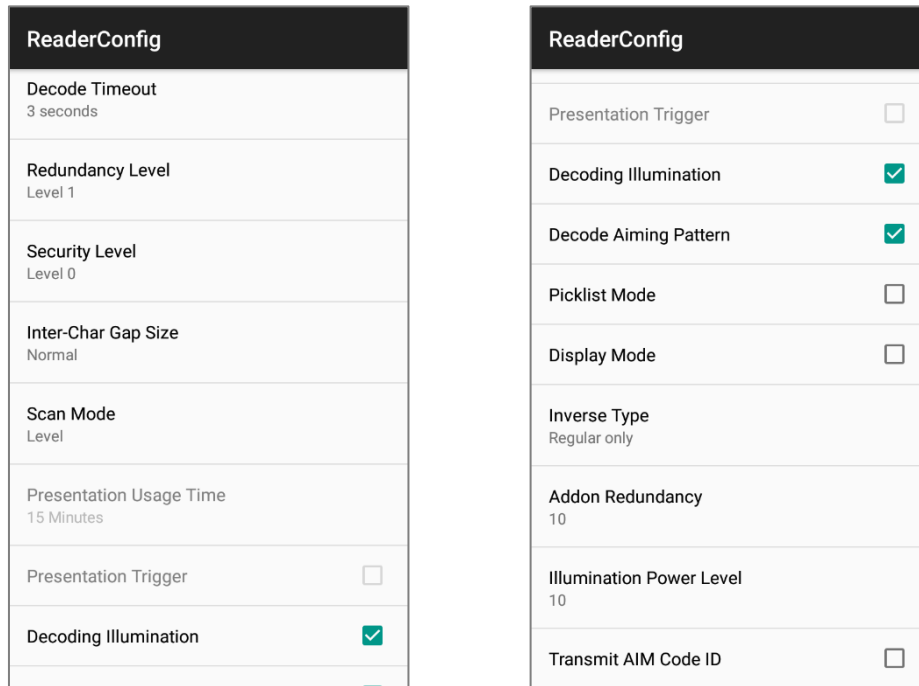 ReaderConfig
Decode Timeout
3 seconds
Redundancy Level
Level 1
Security Level
Level 0
Inter-Char Gap Size
Normal
Scan Mode
Level
Presentation Usage Time
15 Minutes
Presentation Trigger
Decoding Illumination
ReaderConfig
Presentation Trigger
Decoding Illumination
Decode Aiming Pattern
Picklist Mode
Display Mode
Inverse Type
Regular only
Addon Redundancy
10
Illumination Power Level
10
Transmit AIM Code ID